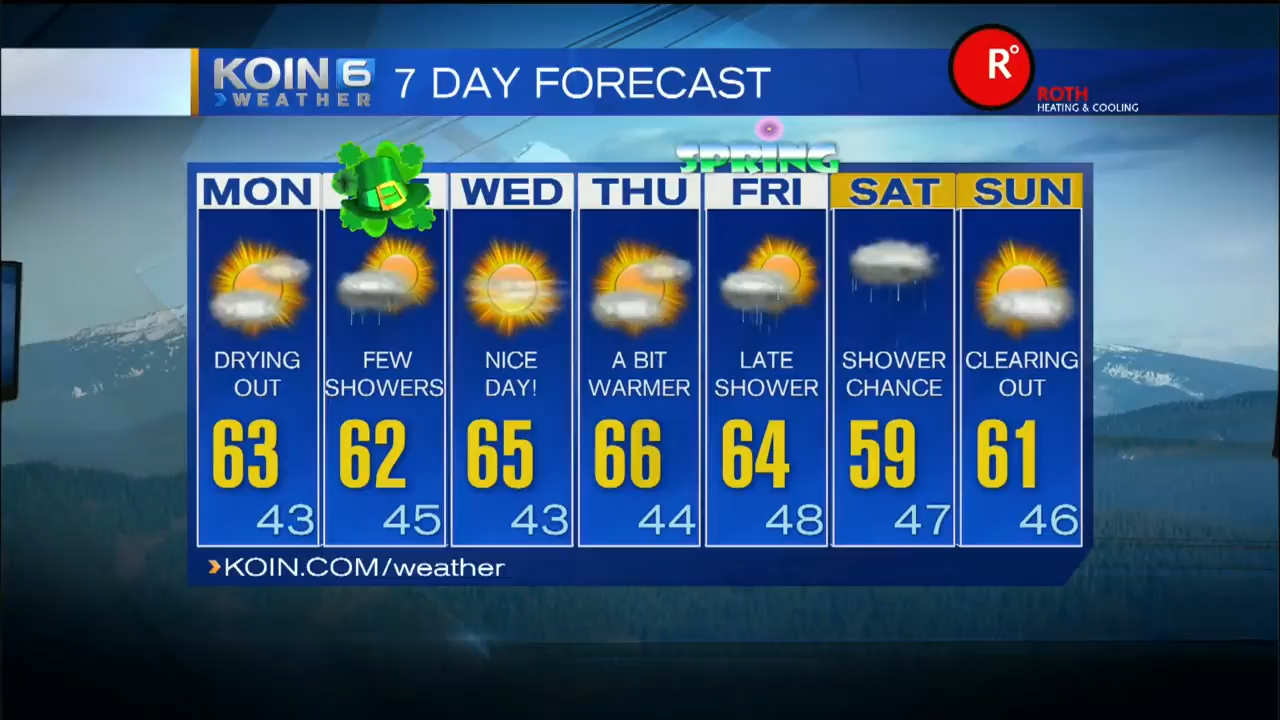 KOIN 6
WEATHER
7 DAY FORECAST
R°
ROTH
HEATING & COOLING
SPRING
MON
WED
THU
FRI
SAT
SUN
DRYING
OUT
FEW
SHOWERS
NICE
DAY!
A BIT
WARMER
LATE
SHOWER
SHOWER
CHANCE
CLEARING
OUT
63 62 65 66 64 59 61
43 45 43 44 48 47 46
KOIN.COM/weather